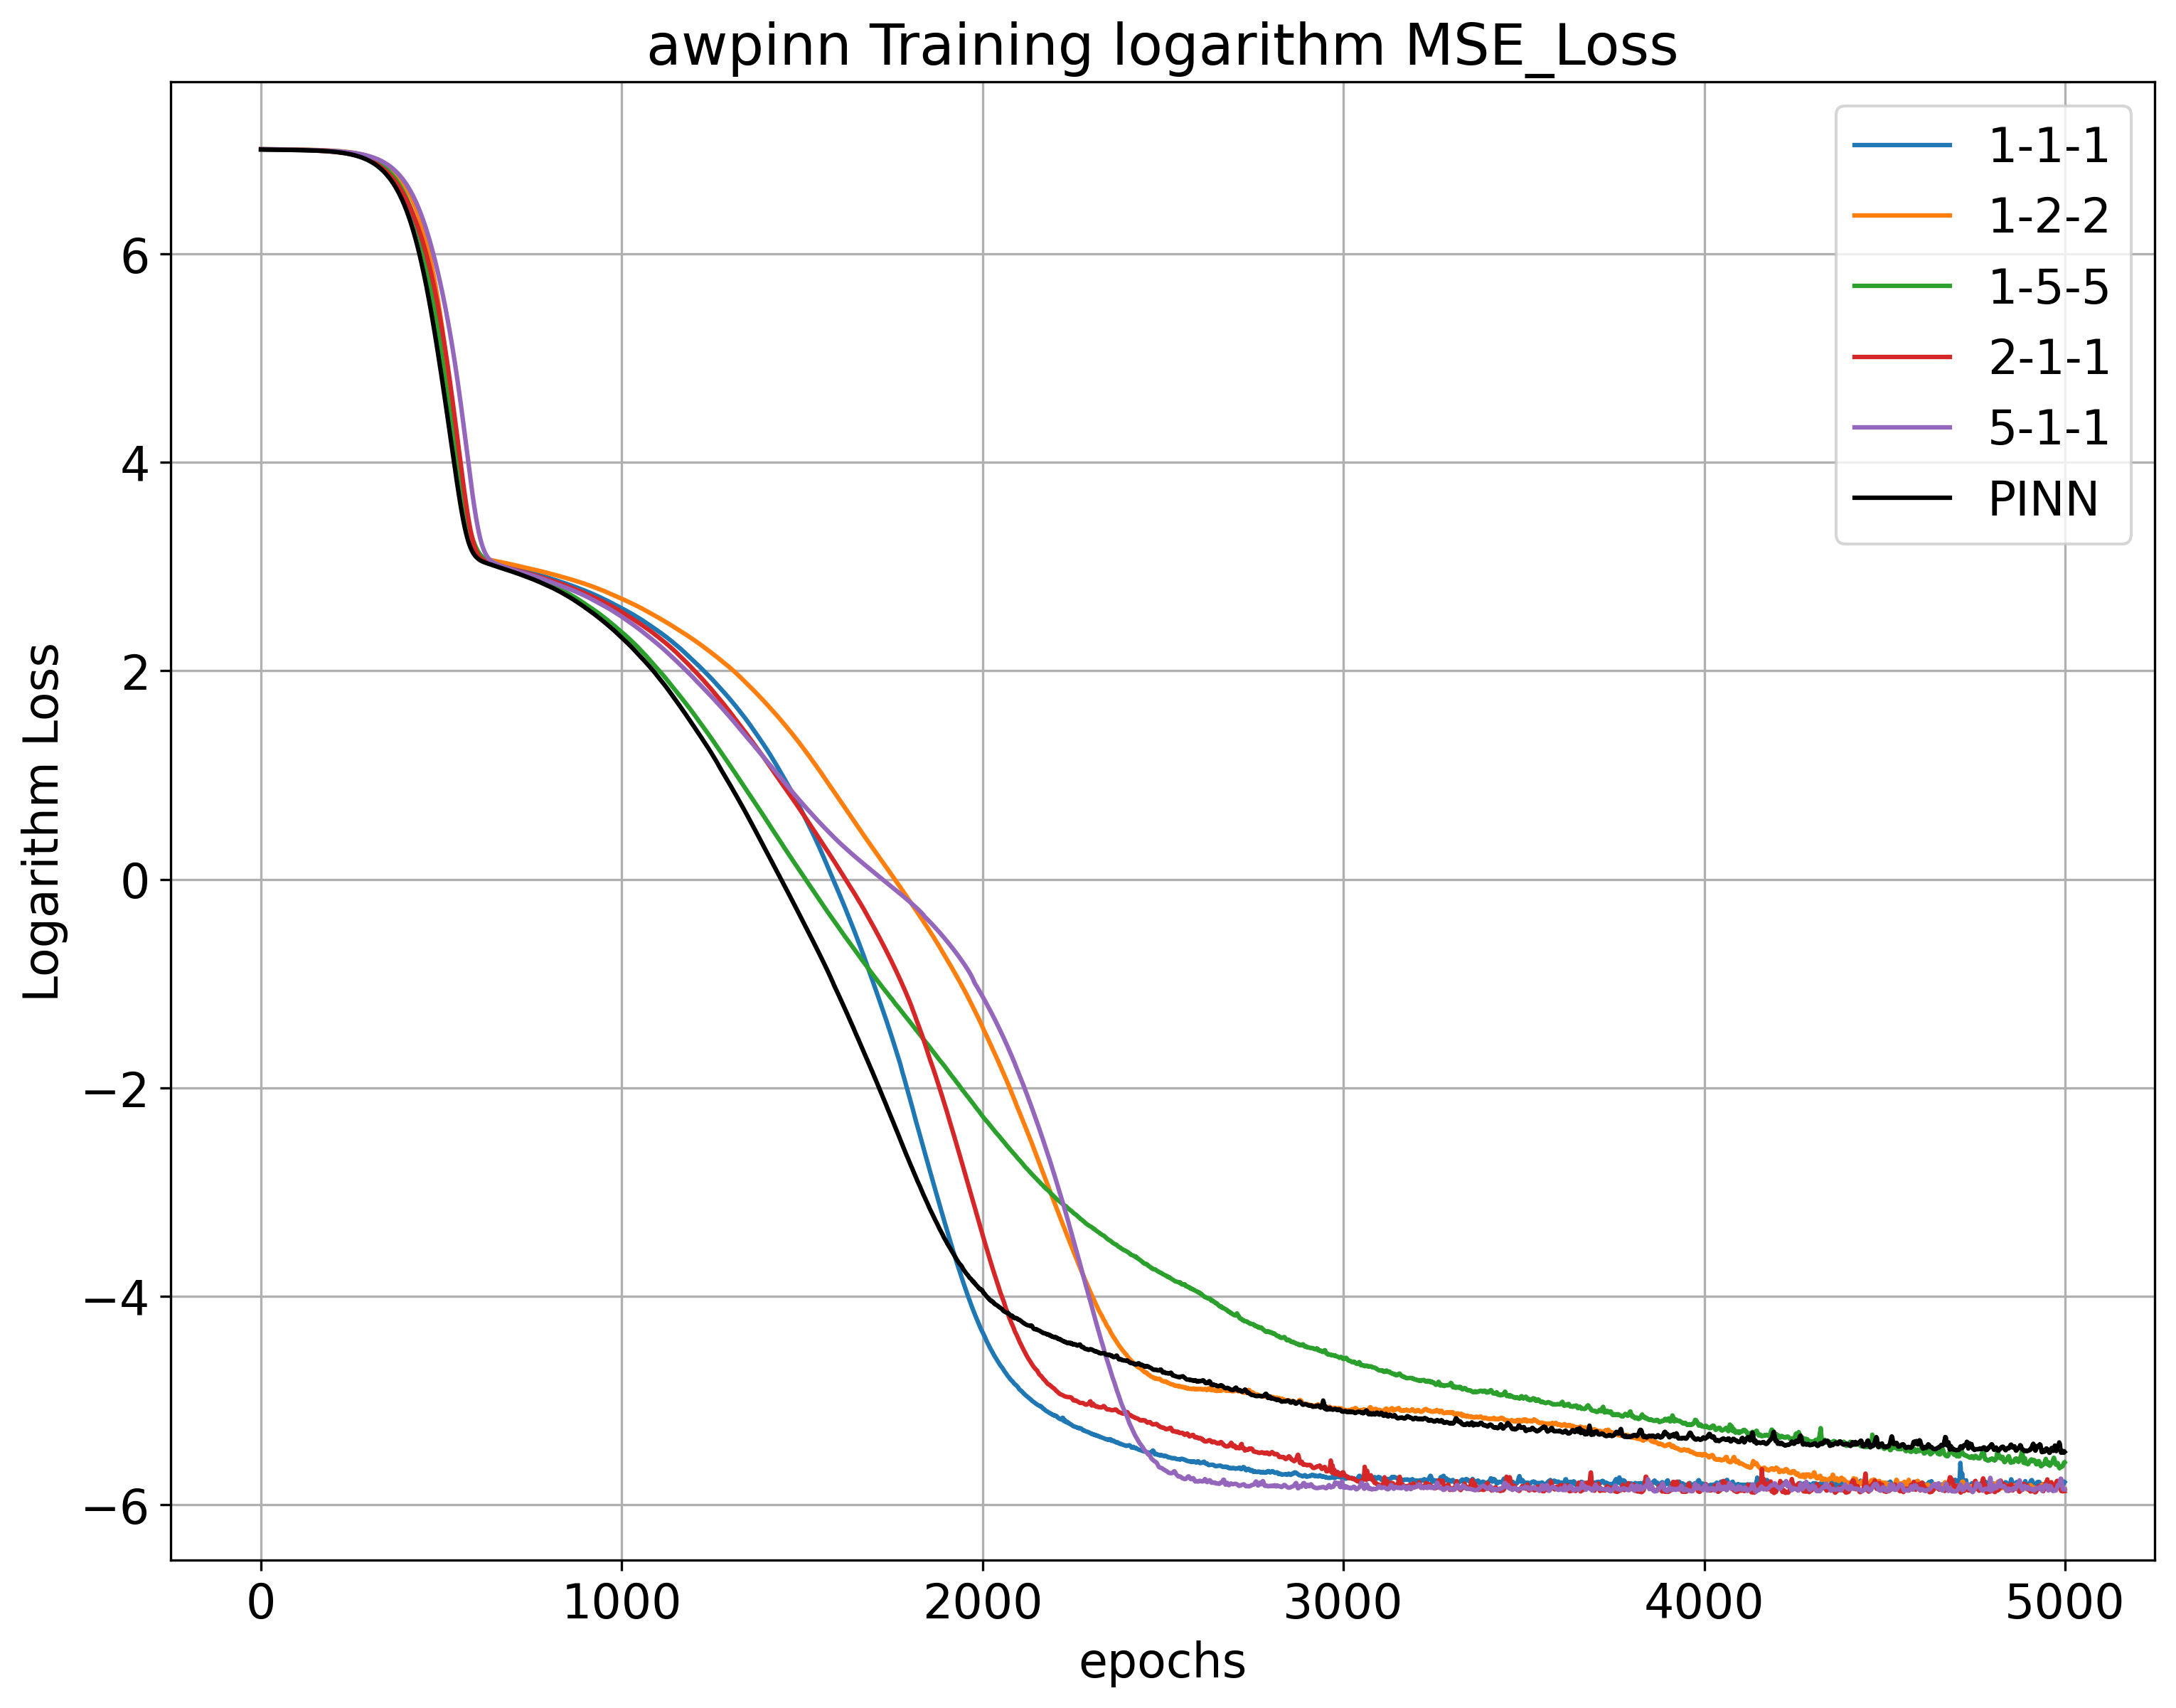 awpinn Training logarithm MSE_Loss
1-1-1
1-2-2
1-5-5
2-1-1
5-1-1
PINN
Logarithm Loss
6
4
2
0
−2
−4
−6
0 1000 2000 3000 4000 5000
epochs